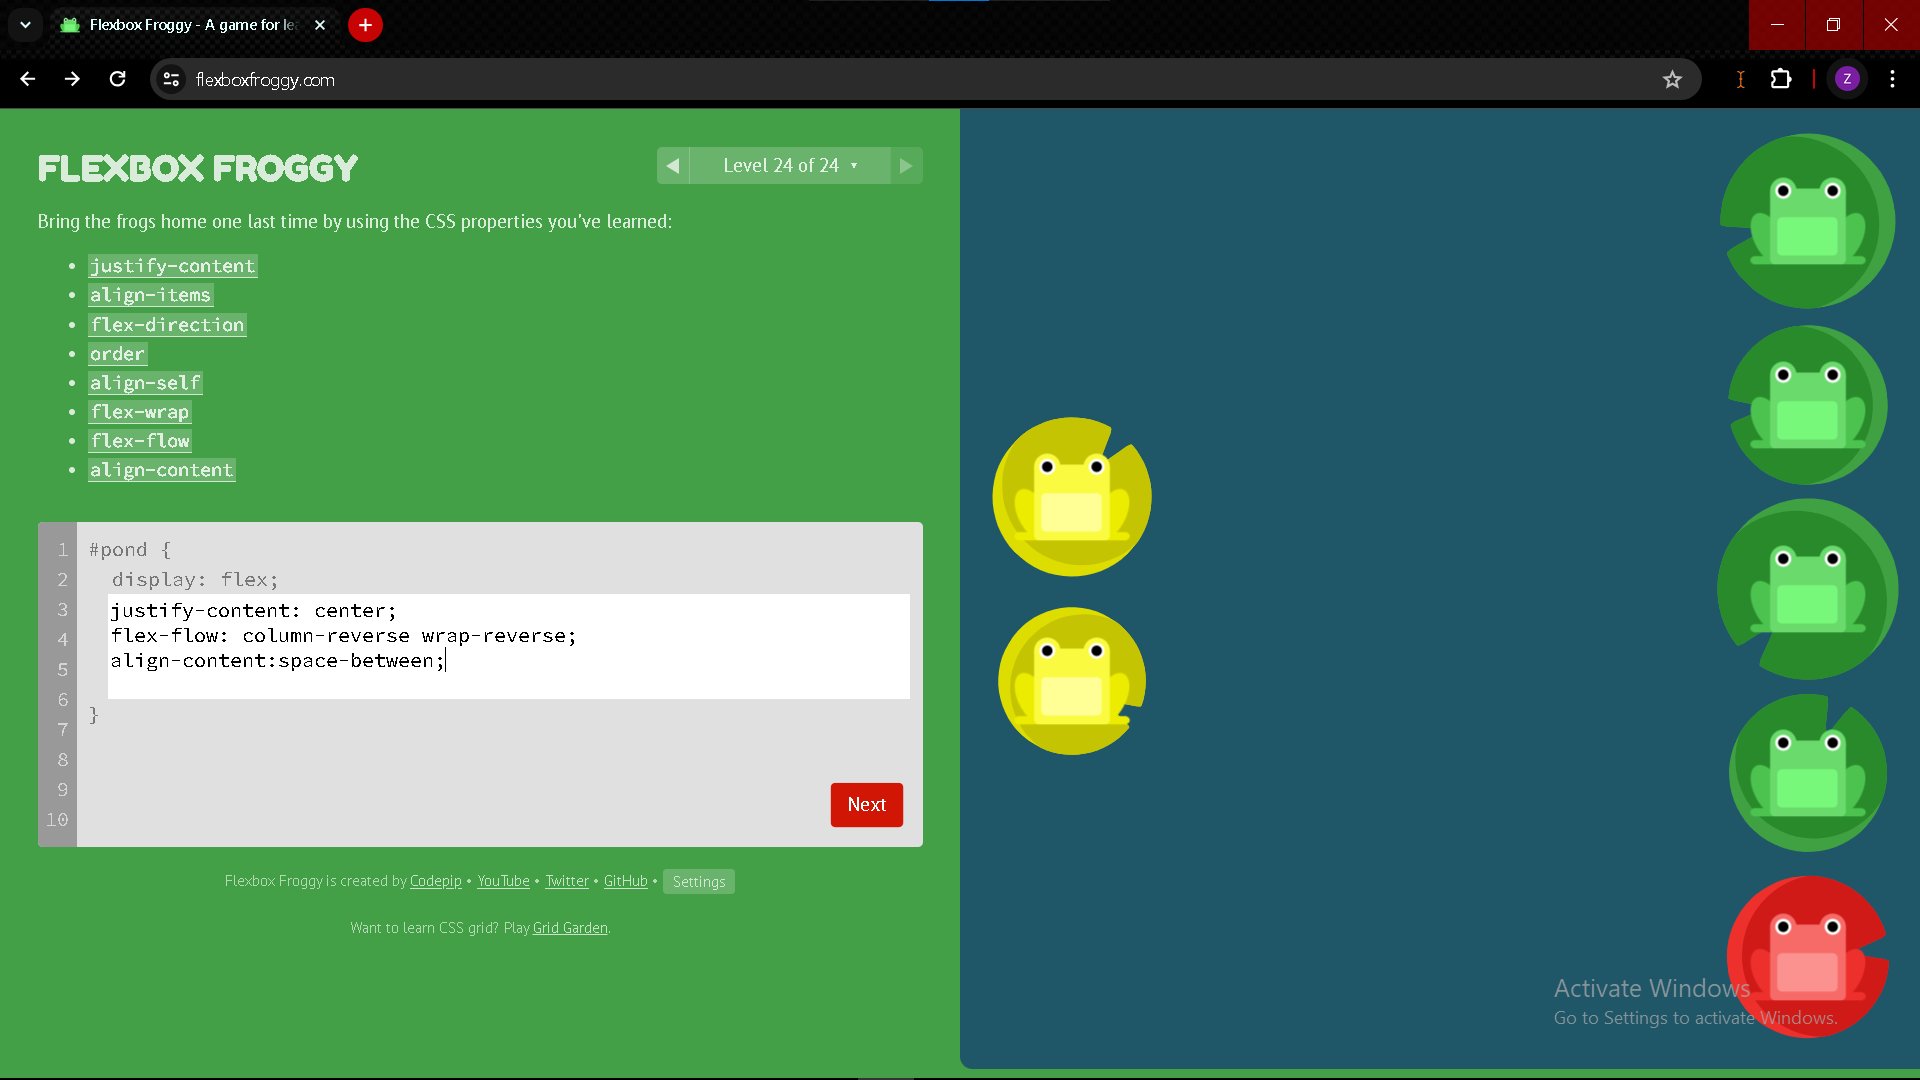 Flexbox Froggy - A game for le
flexboxfroggy.com
Z
FLEXBOX FROGGY
◀ Level 24 of 24 ▼ ▶
Bring the frogs home one last time by using the CSS properties you've learned:
• justify-content
• align-items
• flex-direction
• order
• align-self
• flex-wrap
• flex-flow
• align-content
1 #pond {
2 display: flex;
3 justify-content: center;
4 flex-flow: column-reverse wrap-reverse;
5 align-content:space-between;
6 }
7
8
9
10
Next
Flexbox Froggy is created by Codepip • YouTube • Twitter • GitHub • Settings
Want to learn CSS grid? Play Grid Garden.
Activate Windows
Go to Settings to activate Windows.